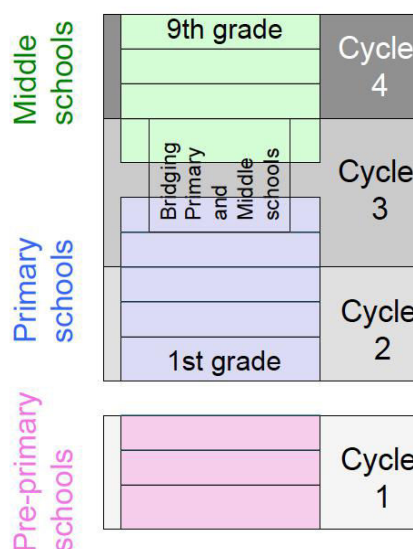 Middle
schools
9th grade
Cycle
4
Bridging
Primary
and
Middle
schools
Cycle
3
Primary
schools
1st grade
Cycle
2
Pre-primary
schools
Cycle
1